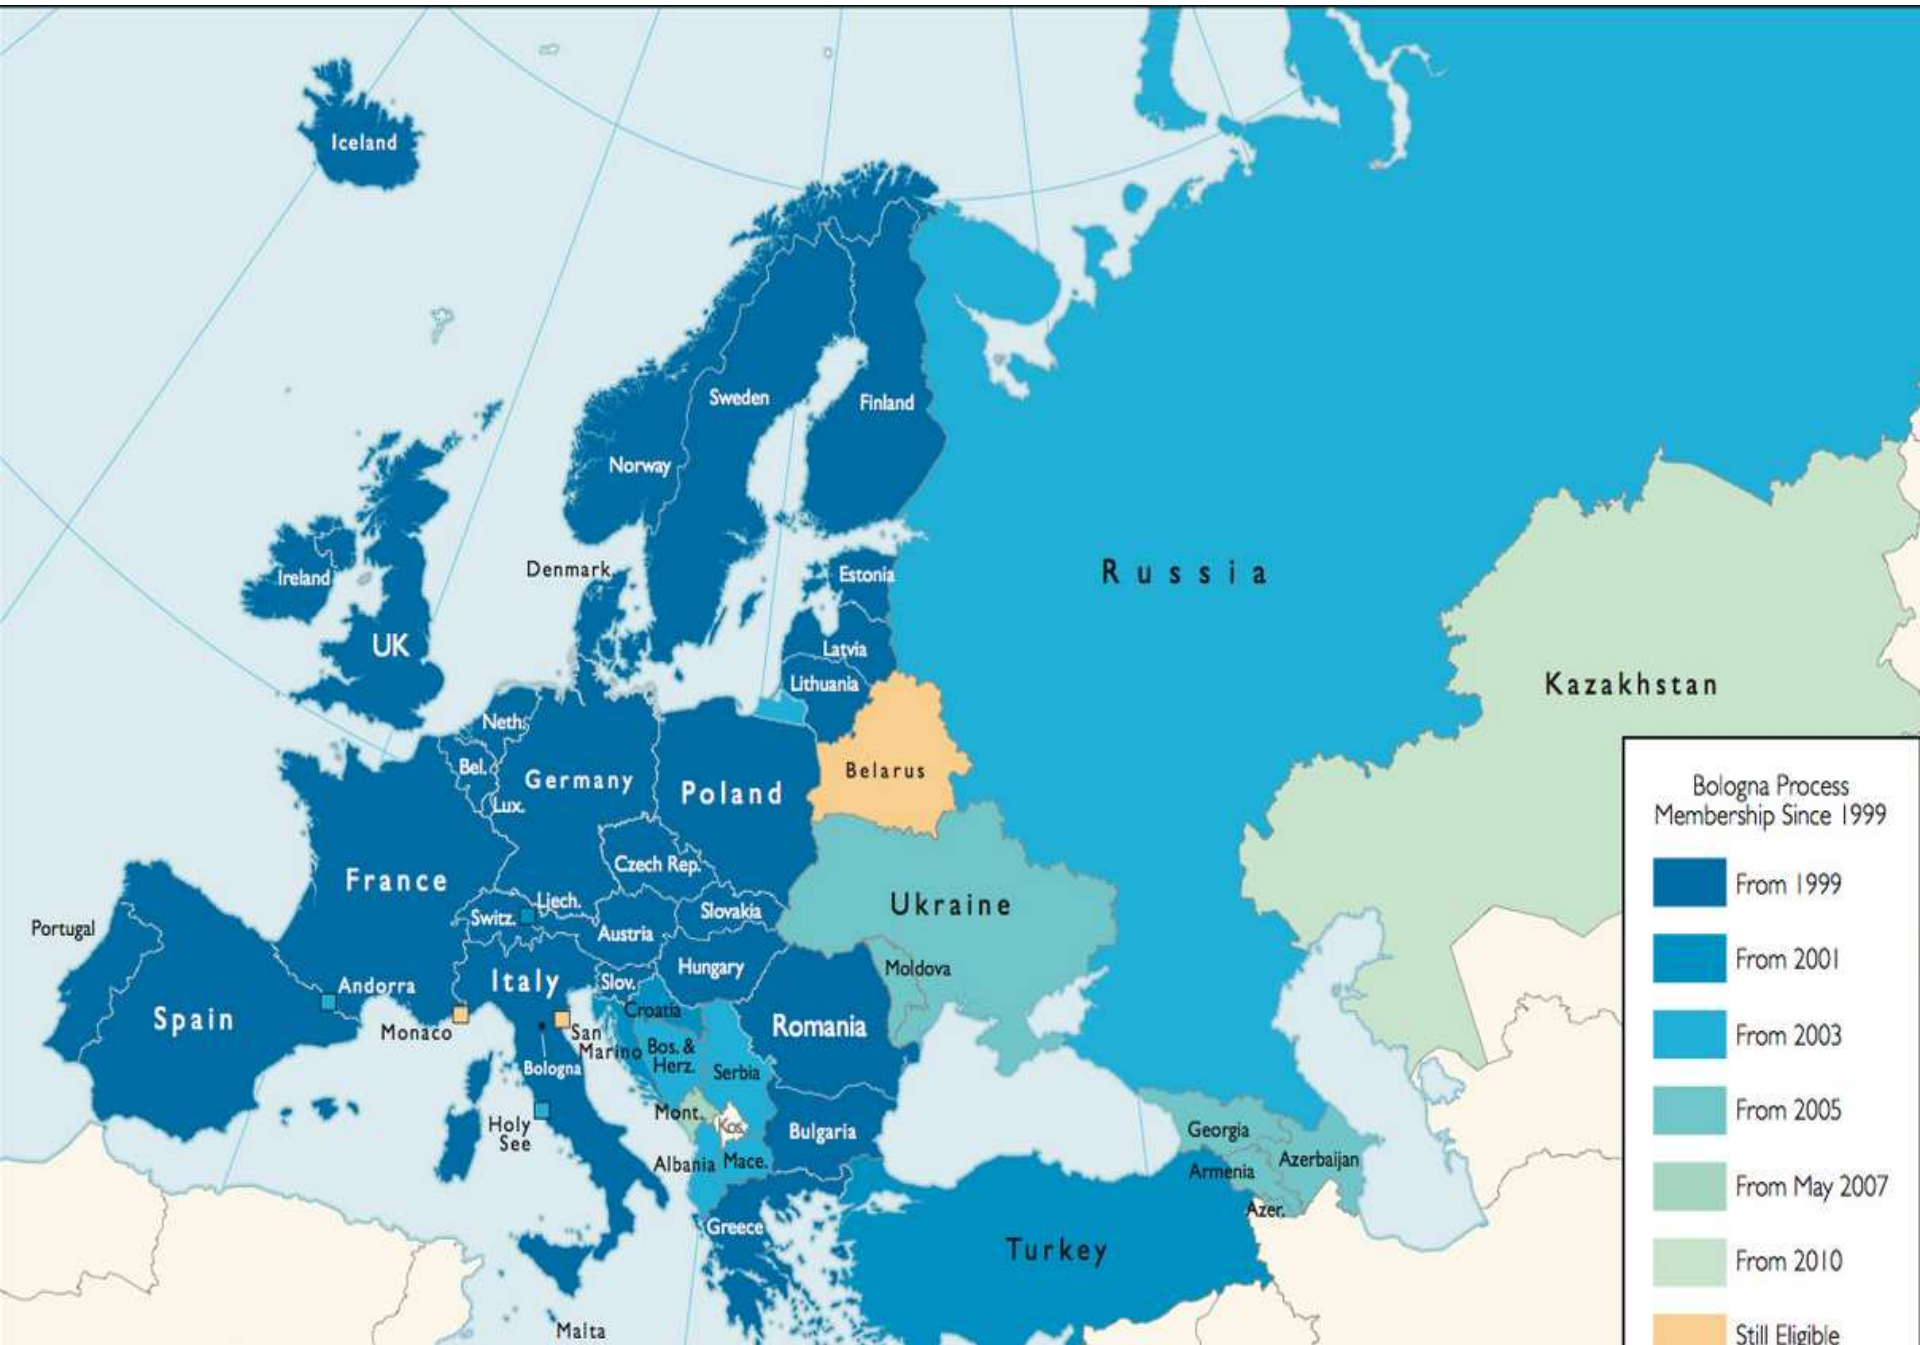 Iceland
Sweden
Finland
Norway
Denmark
Estonia
Ireland
Russia
UK
Latvia
Lithuania
Kazakhstan
Neth.
Bel.
Germany
Poland
Belarus
Lux.
Czech Rep.
France
Ukraine
Liech.
Switz.
Slovakia
Austria
Portugal
Hungary
Moldova
Italy
Slov.
Andorra
Croatia
Spain
Romania
Monaco
San
Marino
Bos. &
Herz.
Bologna
Serbia
Mont.
Kos.
Holy
See
Bulgaria
Georgia
Albania
Mace.
Armenia
Azerbaijan
Azer.
Greece
Turkey
Malta
Bologna Process
Membership Since 1999
From 1999
From 2001
From 2003
From 2005
From May 2007
From 2010
Still Eligible